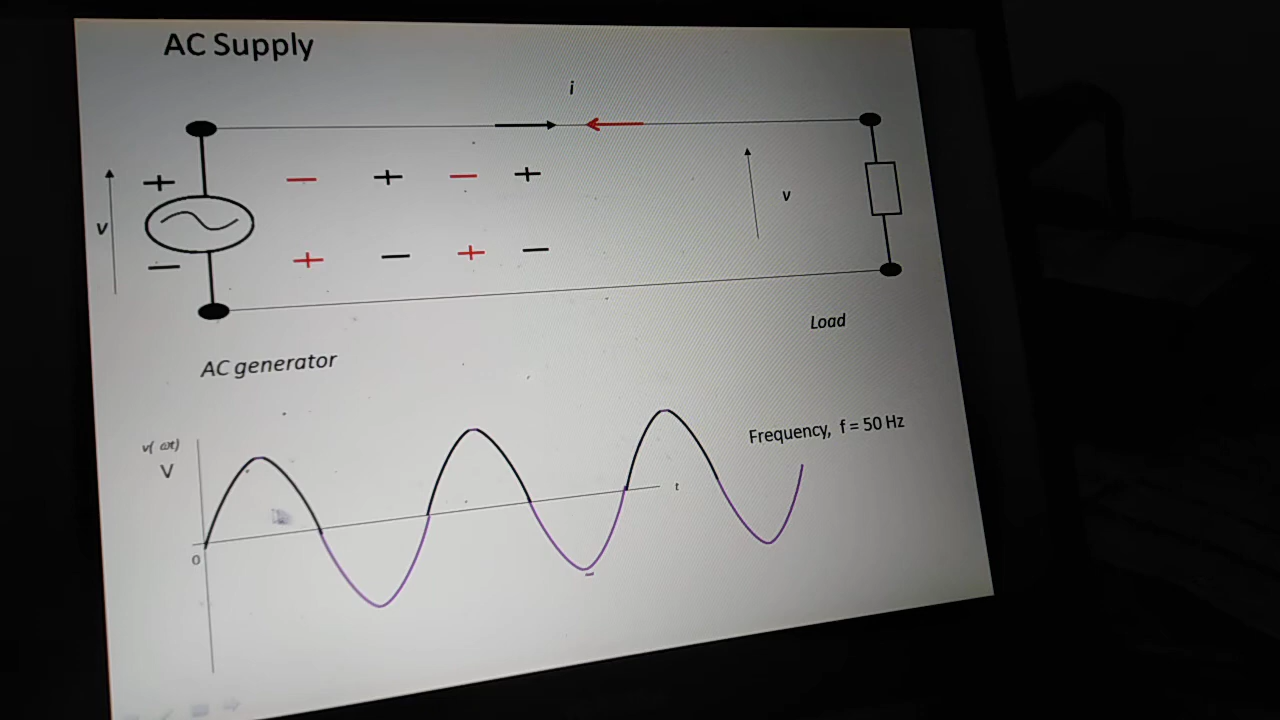 AC Supply
i
+ − + − +
v
v
− + − + −
Load
AC generator
v( ωt)
V
Frequency, f = 50 Hz
t
0